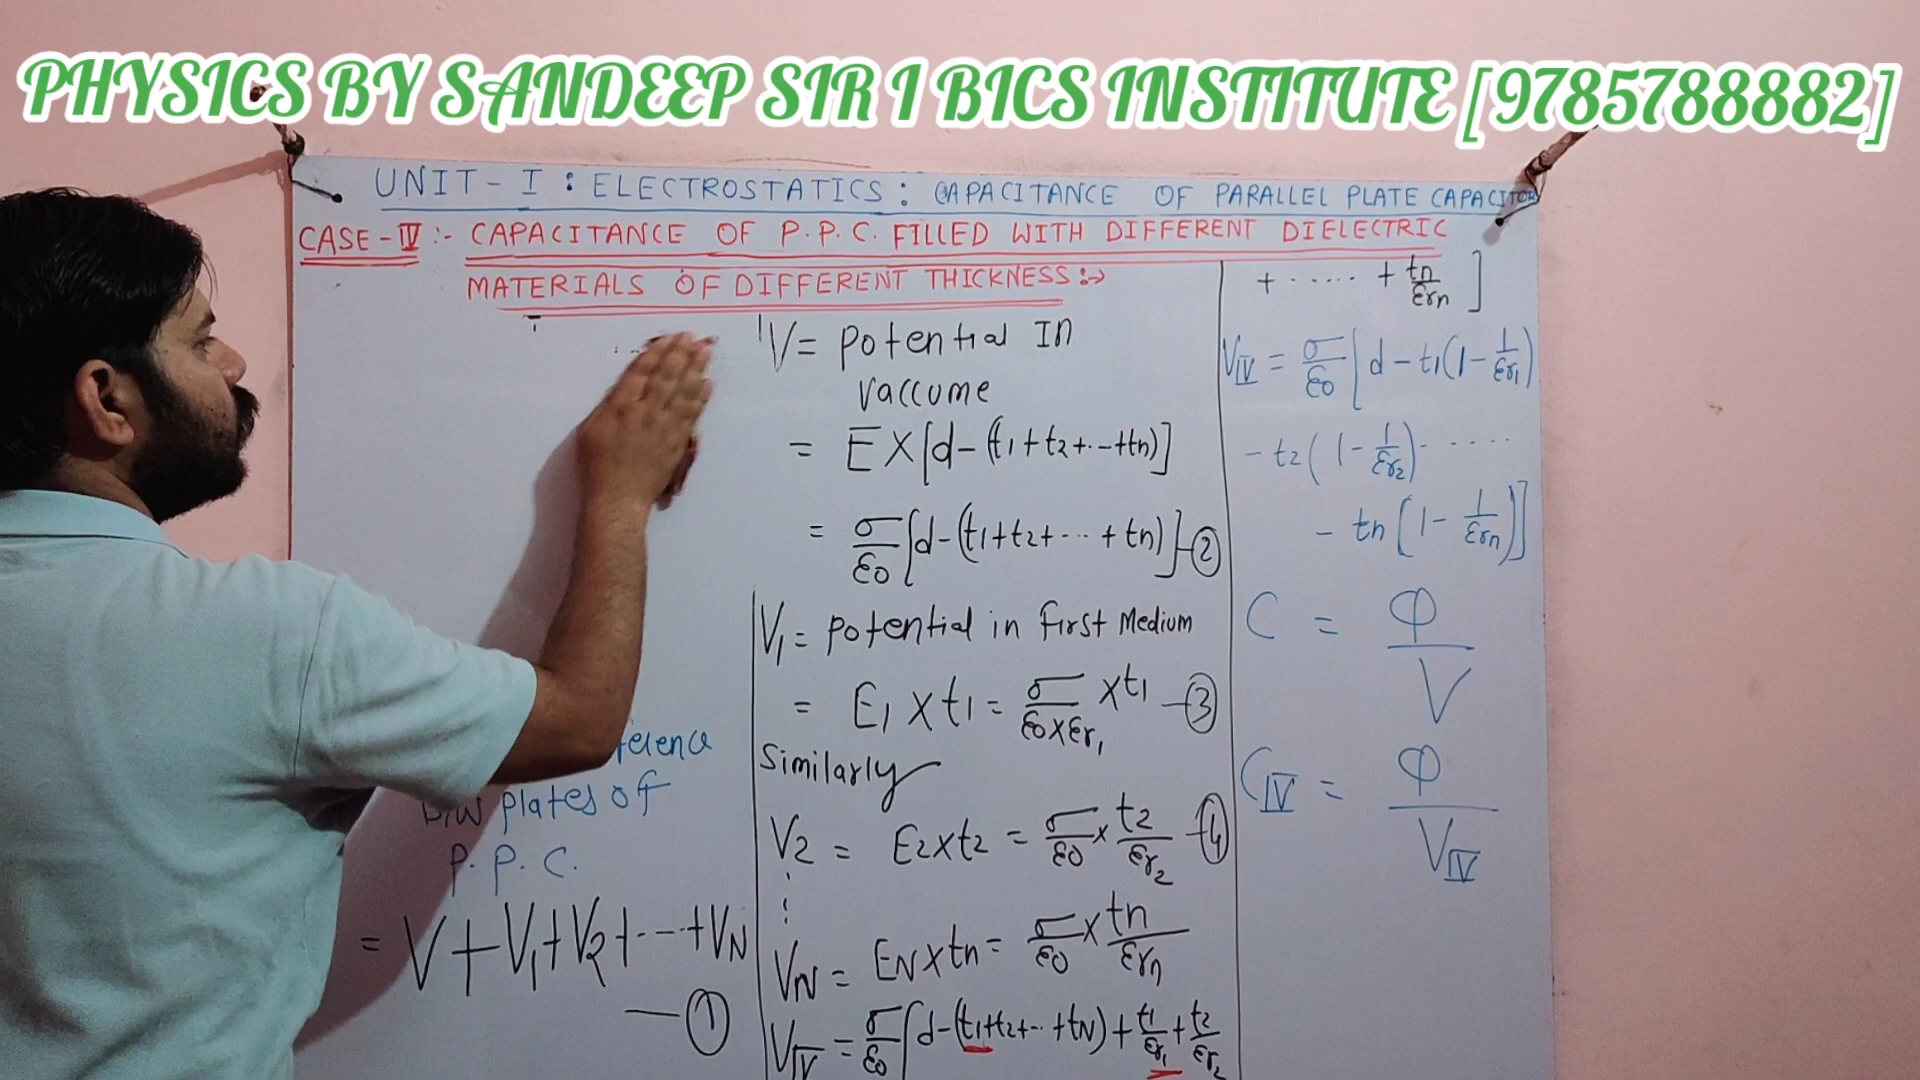 PHYSICS BY SANDEEP SIR I BICS INSTITUTE [9785788882]
UNIT - I : ELECTROSTATICS : CAPACITANCE OF PARALLEL PLATE CAPACITOR
CASE - IV :- CAPACITANCE OF P.P.C. FILLED WITH DIFFERENT DIELECTRIC
MATERIALS OF DIFFERENT THICKNESS :->
B/W plates of
P. P. C.
= V + V1 + V2 + --- + VN
— ①
V = potential In
vaccume
= E X [d - (t1 + t2 + .. - + tn)]
= σ/ε0 [d - (t1 + t2 + --- + tn)] - ②
V1 = potential in first Medium
= E1 x t1 = σ/ε0xεr1 x t1 - ③
Similarly
V2 = E2 x t2 = σ/ε0 x t2/εr2 - ④
VN = EN x tn = σ/ε0 x tn/εrn
VIV = σ/ε0 [d - (t1 + t2 + -- + tN) + t1/εr1 + t2/εr2
+ ...... + tn/εrn ]
VIV = σ/ε0 [d - t1(1 - 1/εr1)
- t2 (1 - 1/εr2) ......
- tn [1 - 1/εrn]]
C = φ/V
CIV = φ/VIV